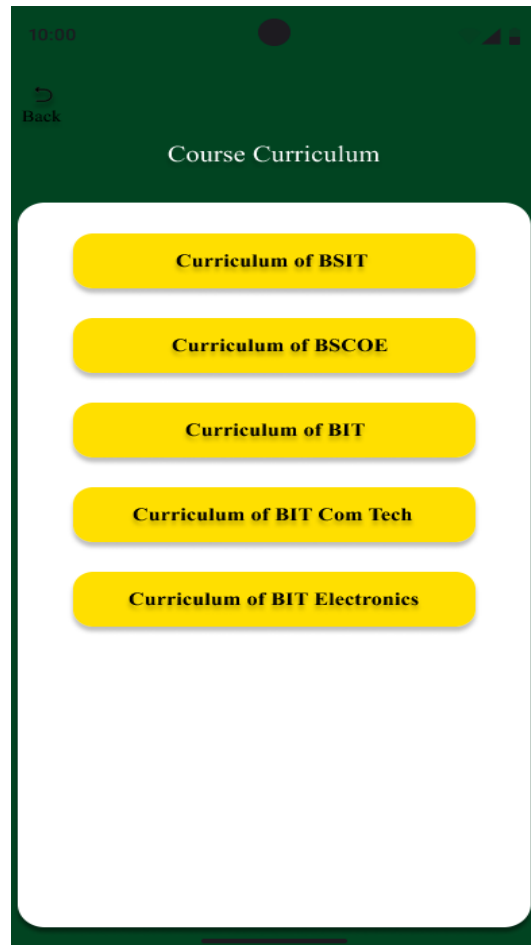 10:00
Back
Course Curriculum
Curriculum of BSIT
Curriculum of BSCOE
Curriculum of BIT
Curriculum of BIT Com Tech
Curriculum of BIT Electronics